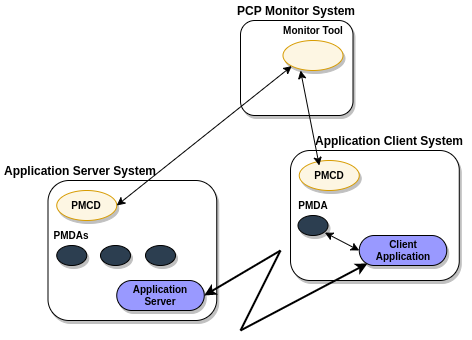 PCP Monitor System
Monitor Tool
Application Client System
PMCD
PMDA
Client
Application
Application Server System
PMCD
PMDAs
Application
Server